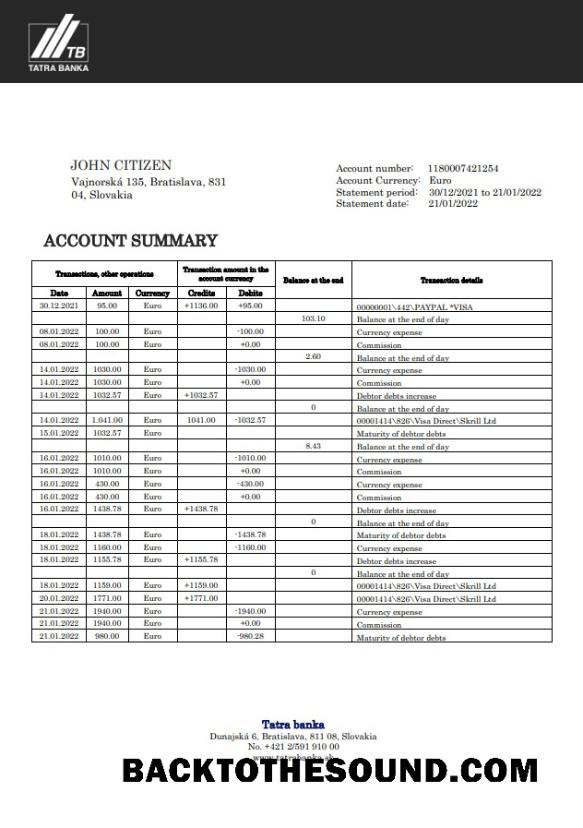 TB
TATRA BANKA
JOHN CITIZEN
Vajnorská 135, Bratislava, 831
04, Slovakia
Account number: 1180007421254
Account Currency: Euro
Statement period: 30/12/2021 to 21/01/2022
Statement date: 21/01/2022
ACCOUNT SUMMARY
Transactions, other operations Transaction amount in the account currency Balance at the end Transaction details
Date Amount Currency Credits Debits
30.12.2021 95.00 Euro +1136.00 +95.00 00000001\442\PAYPAL *VISA
103.10 Balance at the end of day
08.01.2022 100.00 Euro -100.00 Currency expense
08.01.2022 100.00 Euro +0.00 Commission
2.60 Balance at the end of day
14.01.2022 1030.00 Euro -1030.00 Currency expense
14.01.2022 1030.00 Euro +0.00 Commission
14.01.2022 1032.57 Euro +1032.57 Debtor debts increase
0 Balance at the end of day
14.01.2022 1.041.00 Euro 1041.00 -1032.57 00001414\826\Visa Direct\Skrill Ltd
15.01.2022 1032.57 Euro Maturity of debtor debts
8.43 Balance at the end of day
16.01.2022 1010.00 Euro -1010.00 Currency expense
16.01.2022 1010.00 Euro +0.00 Commission
16.01.2022 430.00 Euro -430.00 Currency expense
16.01.2022 430.00 Euro +0.00 Commission
16.01.2022 1438.78 Euro +1438.78 Debtor debts increase
0 Balance at the end of day
18.01.2022 1438.78 Euro -1438.78 Maturity of debtor debts
18.01.2022 1160.00 Euro -1160.00 Currency expense
18.01.2022 1155.78 Euro +1155.78 Debtor debts increase
0 Balance at the end of day
18.01.2022 1159.00 Euro +1159.00 00001414\826\Visa Direct\Skrill Ltd
20.01.2022 1771.00 Euro +1771.00 00001414\826\Visa Direct\Skrill Ltd
21.01.2022 1940.00 Euro -1940.00 Currency expense
21.01.2022 1940.00 Euro +0.00 Commission
21.01.2022 980.00 Euro -980.28 Maturity of debtor debts
Tatra banka
Dunajská 6, Bratislava, 811 08, Slovakia
No. +421 2/591 910 00
BACKTOTHESOUND.COM